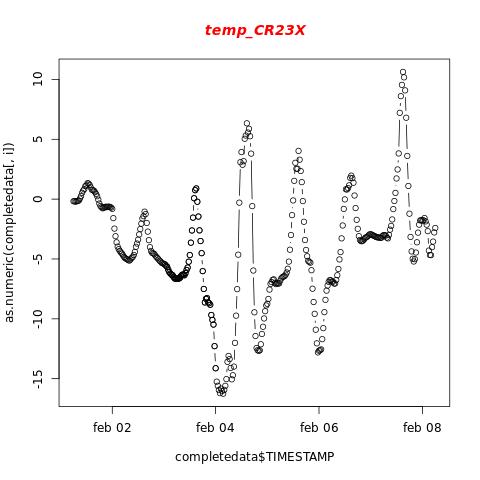 temp_CR23X
as.numeric(completedata[, i])
10
5
0
-5
-10
-15
feb 02 feb 04 feb 06 feb 08
completedata$TIMESTAMP